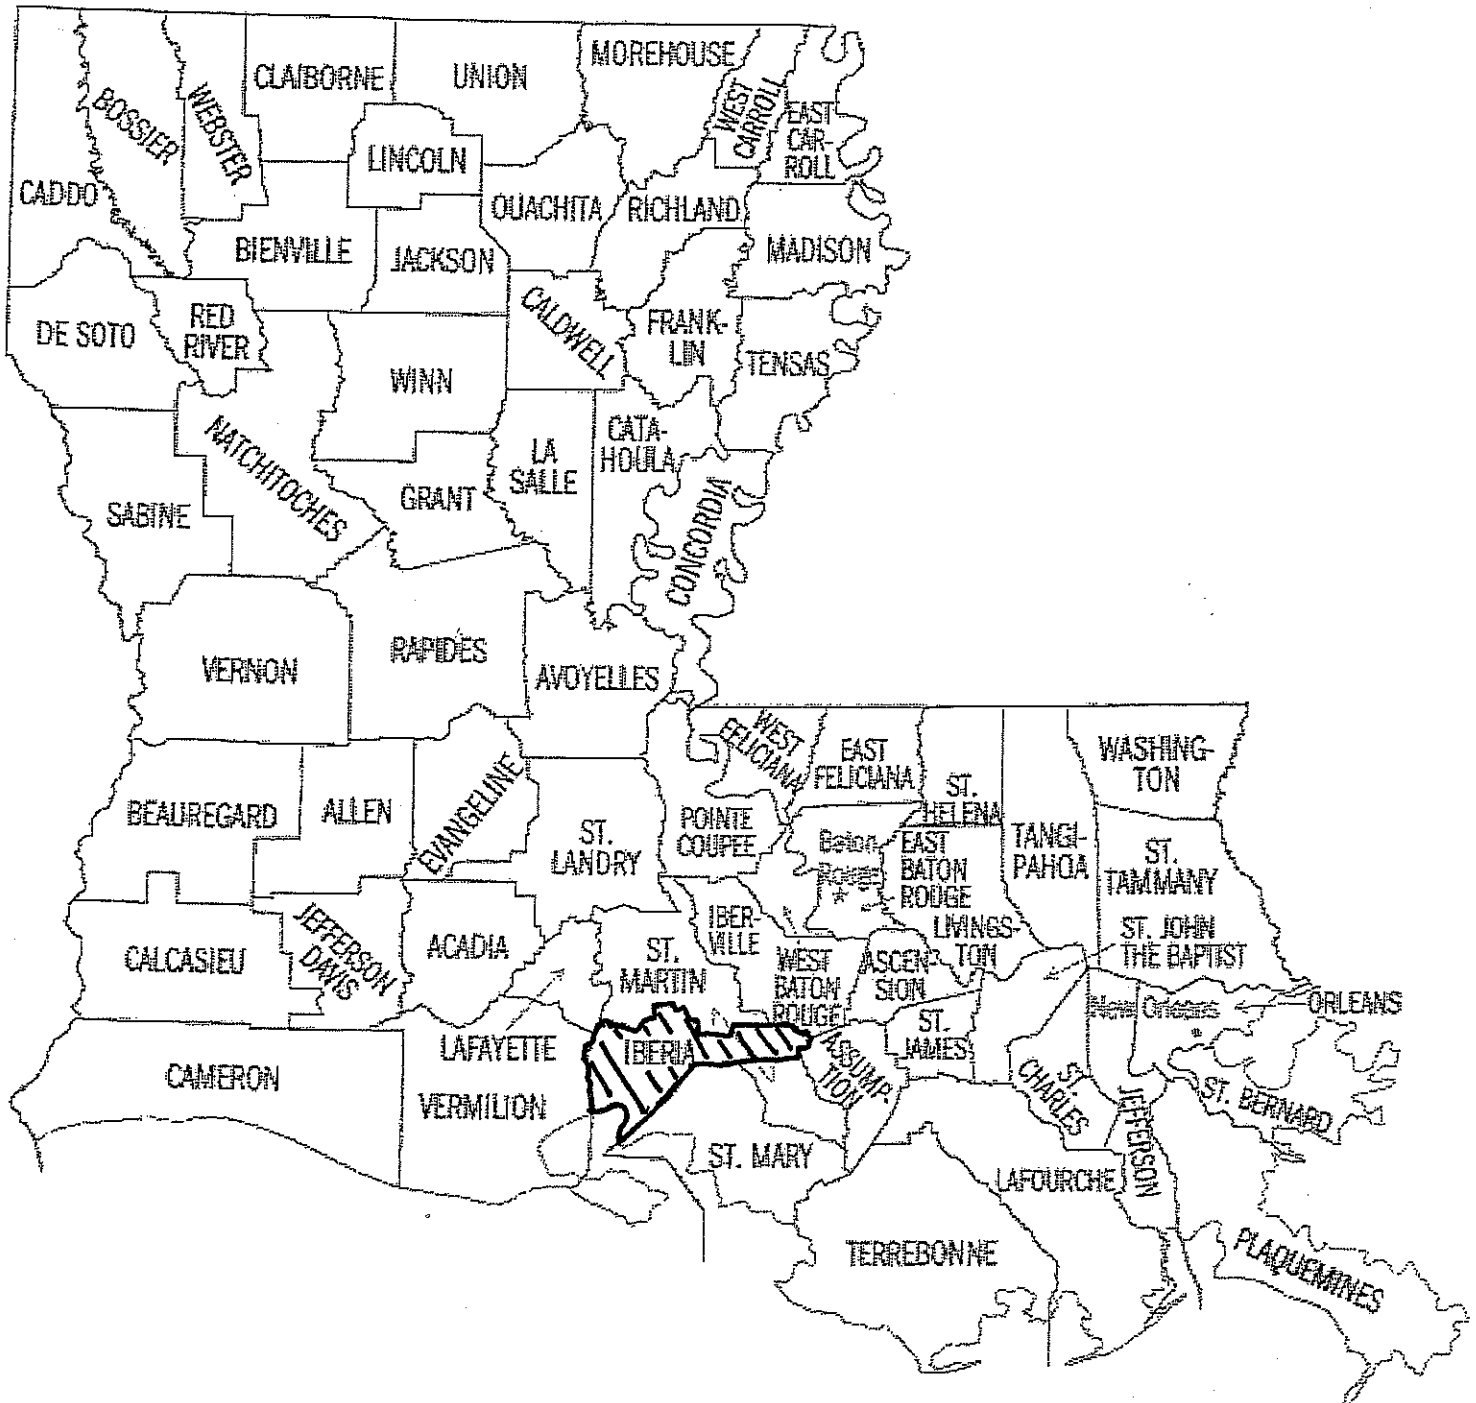 MOREHOUSE
CLAIBORNE
UNION
WEST
CARROLL
BOSSIER
WEBSTER
EAST
CAR-
ROLL
LINCOLN
CADDO
OUACHITA
RICHLAND
BIENVILLE
JACKSON
MADISON
DE SOTO
RED
RIVER
CALDWELL
FRANK-
LIN
TENSAS
WINN
NATCHITOCHES
CATA-
HOULA
LA
SALLE
GRANT
SABINE
CONCORDIA
VERNON
RAPIDES
AVOYELLES
WEST
FELICIANA
EAST
FELICIANA
WASHING-
TON
ST.
HELENA
BEAUREGARD
ALLEN
EVANGELINE
ST.
LANDRY
POINTE
COUPEE
Baton
Rouge
EAST
BATON
ROUGE
TANGI-
PAHOA
ST.
TAMMANY
CALCASIEU
JEFFERSON
DAVIS
ACADIA
ST.
MARTIN
IBER-
VILLE
WEST
BATON
ROUGE
ASCEN-
SION
LIVINGS-
TON
ST. JOHN
THE BAPTIST
New Orleans
ORLEANS
CAMERON
LAFAYETTE
IBERIA
ASSUMP-
TION
ST.
JAMES
ST.
CHARLES
VERMILION
JEFFERSON
ST. BERNARD
ST. MARY
LAFOURCHE
TERREBONNE
PLAQUEMINES